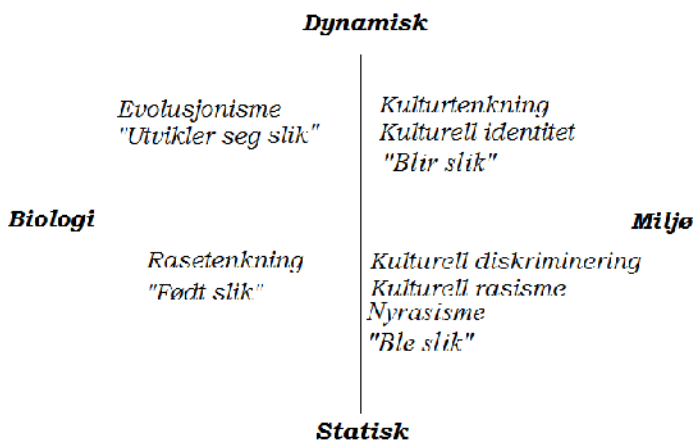 Dynamisk
Evolusjonisme
"Utvikler seg slik"
Kulturtenkning
Kulturell identitet
"Blir slik"
Biologi
Miljø
Rasetenkning
"Født slik"
Kulturell diskriminering
Kulturell rasisme
Nyrasisme
"Ble slik"
Statisk